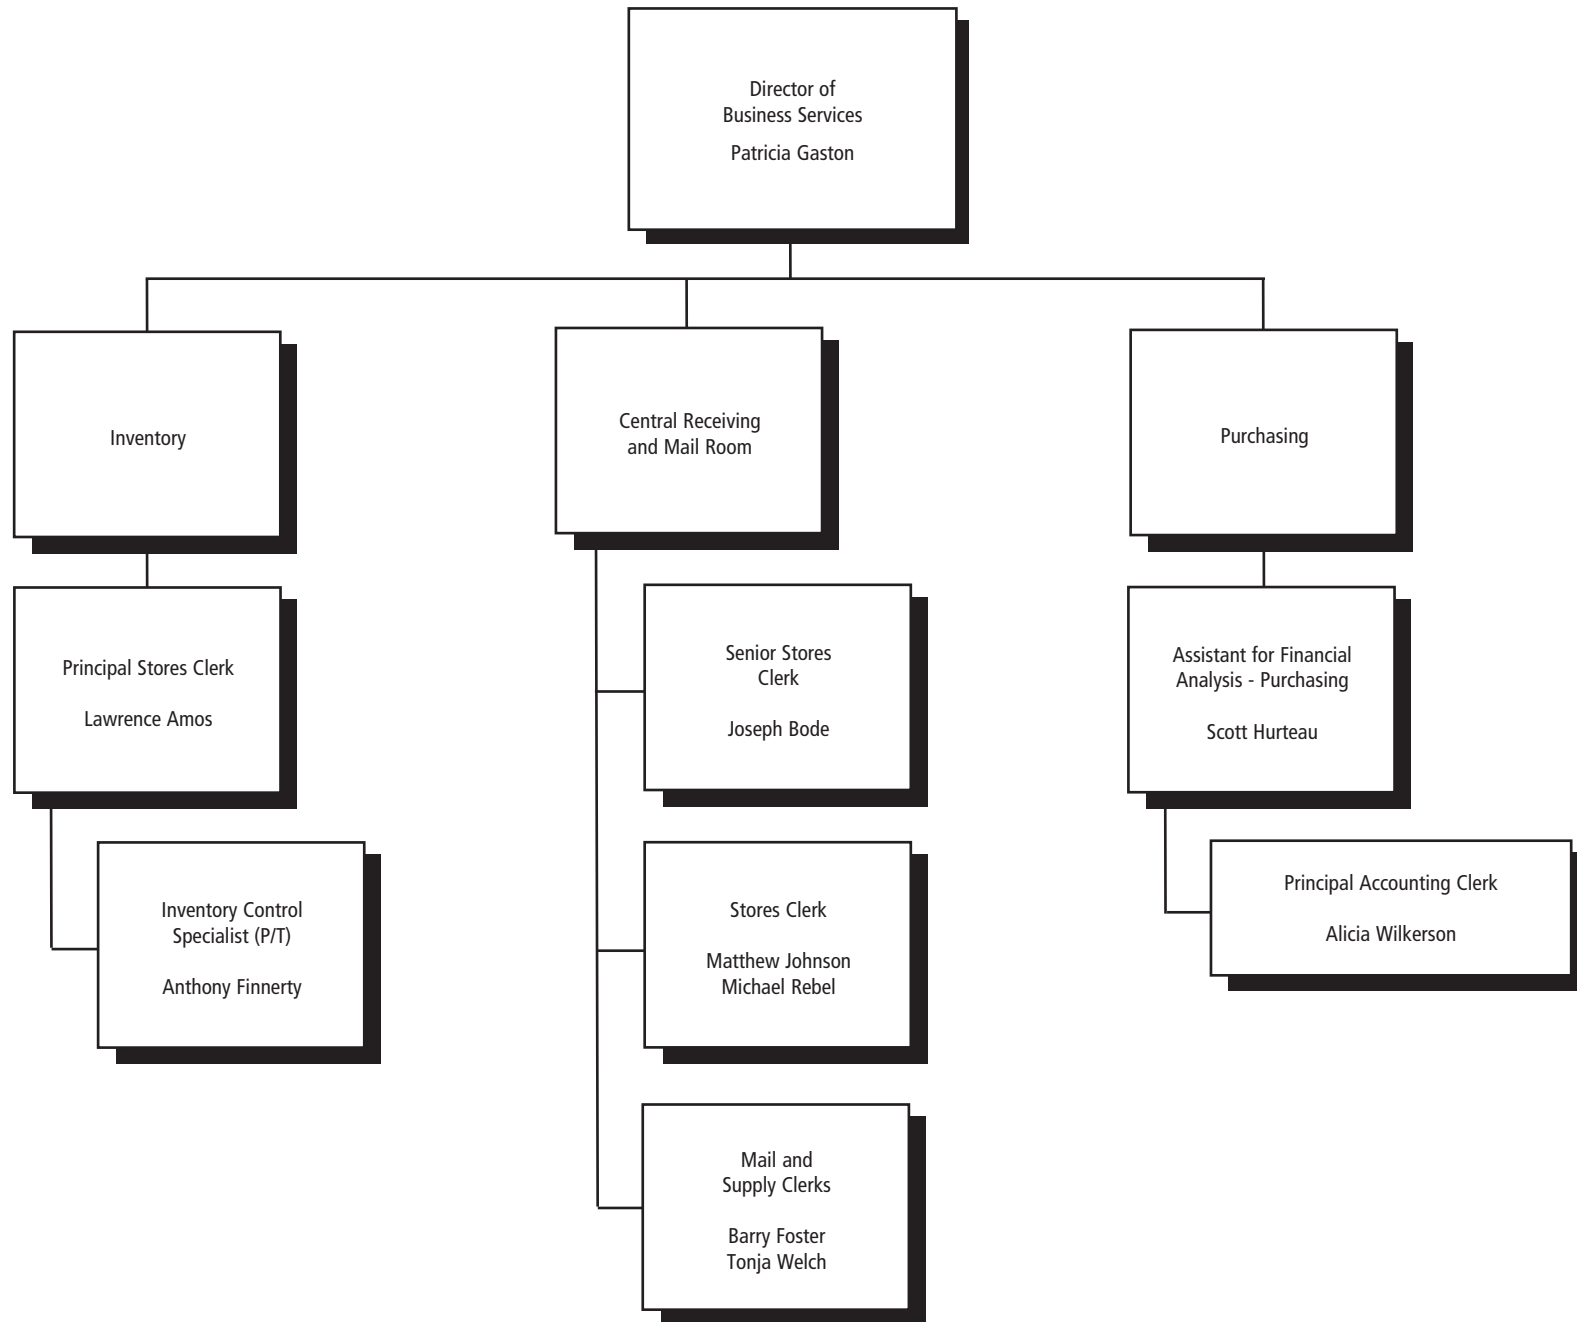 Director of
Business Services
Patricia Gaston
Inventory
Central Receiving
and Mail Room
Purchasing
Principal Stores Clerk
Lawrence Amos
Senior Stores
Clerk
Joseph Bode
Assistant for Financial
Analysis - Purchasing
Scott Hurteau
Inventory Control
Specialist (P/T)
Anthony Finnerty
Stores Clerk
Matthew Johnson
Michael Rebel
Principal Accounting Clerk
Alicia Wilkerson
Mail and
Supply Clerks
Barry Foster
Tonja Welch